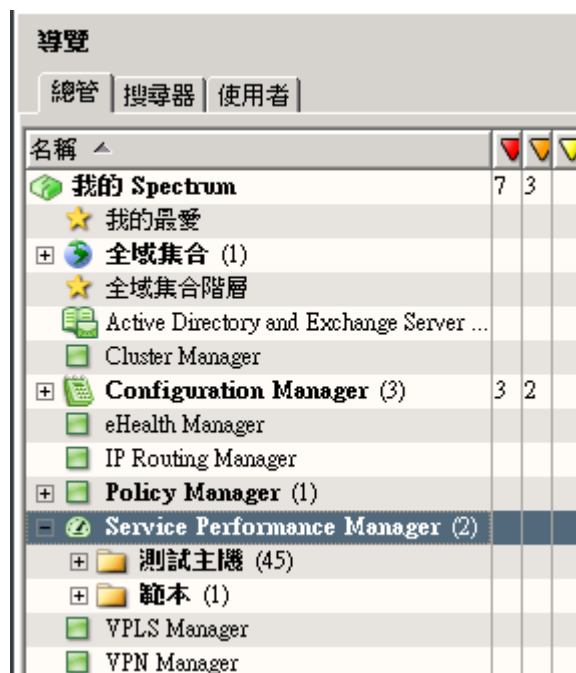 導覽
總管 搜尋器 使用者
名稱
我的 Spectrum 7 3
我的最愛
全域集合 (1)
全域集合階層
Active Directory and Exchange Server ...
Cluster Manager
Configuration Manager (3) 3 2
eHealth Manager
IP Routing Manager
Policy Manager (1)
Service Performance Manager (2)
測試主機 (45)
範本 (1)
VPLS Manager
VPN Manager